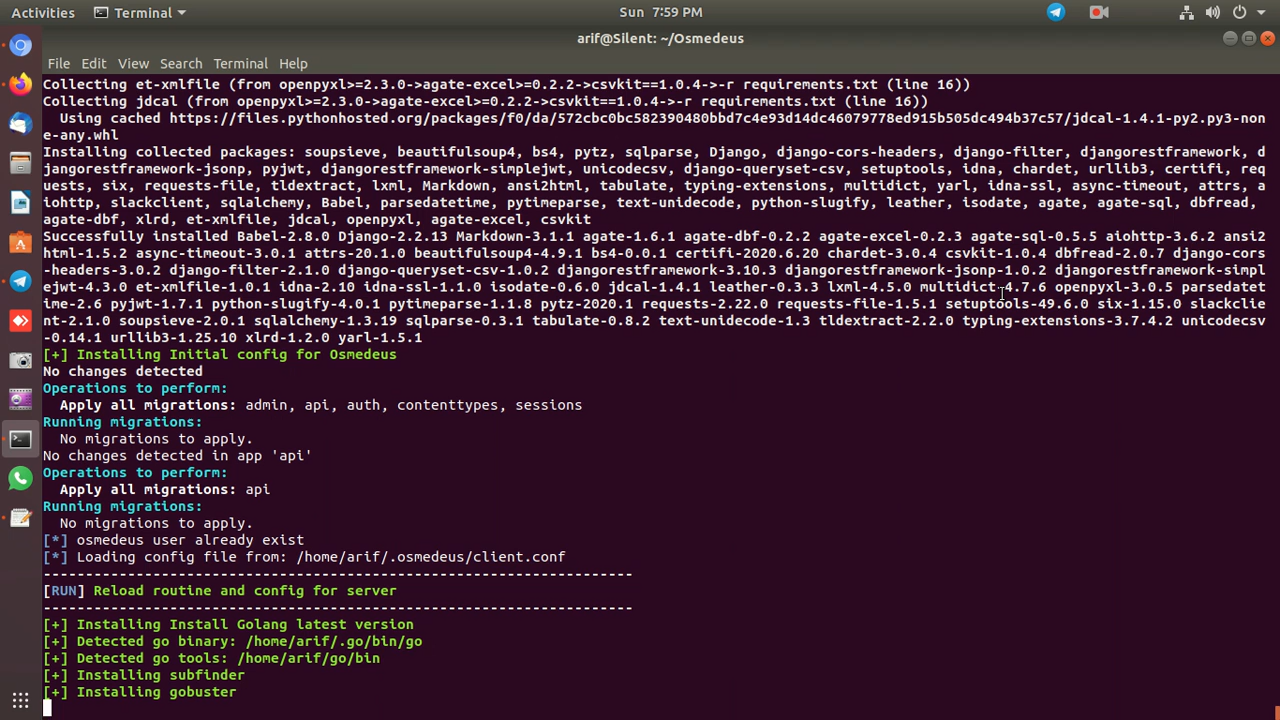 Activities Terminal Sun 7:59 PM
arif@Silent: ~/Osmedeus
File Edit View Search Terminal Help
Collecting et-xmlfile (from openpyxl>=2.3.0->agate-excel>=0.2.2->csvkit==1.0.4->-r requirements.txt (line 16))
Collecting jdcal (from openpyxl>=2.3.0->agate-excel>=0.2.2->csvkit==1.0.4->-r requirements.txt (line 16))
  Using cached https://files.pythonhosted.org/packages/f0/da/572cbc0bc582390480bbd7c4e93d14dc46079778ed915b505dc494b37c57/jdcal-1.4.1-py2.py3-non
e-any.whl
Installing collected packages: soupsieve, beautifulsoup4, bs4, pytz, sqlparse, Django, django-cors-headers, django-filter, djangorestframework, d
jangorestframework-jsonp, pyjwt, djangorestframework-simplejwt, unicodecsv, django-queryset-csv, setuptools, idna, chardet, urllib3, certifi, req
uests, six, requests-file, tldextract, lxml, Markdown, ansi2html, tabulate, typing-extensions, multidict, yarl, idna-ssl, async-timeout, attrs, a
iohttp, slackclient, sqlalchemy, Babel, parsedatetime, pytimeparse, text-unidecode, python-slugify, leather, isodate, agate, agate-sql, dbfread, 
agate-dbf, xlrd, et-xmlfile, jdcal, openpyxl, agate-excel, csvkit
Successfully installed Babel-2.8.0 Django-2.2.13 Markdown-3.1.1 agate-1.6.1 agate-dbf-0.2.2 agate-excel-0.2.3 agate-sql-0.5.5 aiohttp-3.6.2 ansi2
html-1.5.2 async-timeout-3.0.1 attrs-20.1.0 beautifulsoup4-4.9.1 bs4-0.0.1 certifi-2020.6.20 chardet-3.0.4 csvkit-1.0.4 dbfread-2.0.7 django-cors
-headers-3.0.2 django-filter-2.1.0 django-queryset-csv-1.0.2 djangorestframework-3.10.3 djangorestframework-jsonp-1.0.2 djangorestframework-simpl
ejwt-4.3.0 et-xmlfile-1.0.1 idna-2.10 idna-ssl-1.1.0 isodate-0.6.0 jdcal-1.4.1 leather-0.3.3 lxml-4.5.0 multidict-4.7.6 openpyxl-3.0.5 parsedatet
ime-2.6 pyjwt-1.7.1 python-slugify-4.0.1 pytimeparse-1.1.8 pytz-2020.1 requests-2.22.0 requests-file-1.5.1 setuptools-49.6.0 six-1.15.0 slackclie
nt-2.1.0 soupsieve-2.0.1 sqlalchemy-1.3.19 sqlparse-0.3.1 tabulate-0.8.2 text-unidecode-1.3 tldextract-2.2.0 typing-extensions-3.7.4.2 unicodecsv
-0.14.1 urllib3-1.25.10 xlrd-1.2.0 yarl-1.5.1
[+] Installing Initial config for Osmedeus
No changes detected
Operations to perform:
  Apply all migrations: admin, api, auth, contenttypes, sessions
Running migrations:
  No migrations to apply.
No changes detected in app 'api'
Operations to perform:
  Apply all migrations: api
Running migrations:
  No migrations to apply.
[*] osmedeus user already exist
[*] Loading config file from: /home/arif/.osmedeus/client.conf
----------------------------------------------------------------------
[RUN] Reload routine and config for server
----------------------------------------------------------------------
[+] Installing Install Golang latest version
[+] Detected go binary: /home/arif/.go/bin/go
[+] Detected go tools: /home/arif/go/bin
[+] Installing subfinder
[+] Installing gobuster